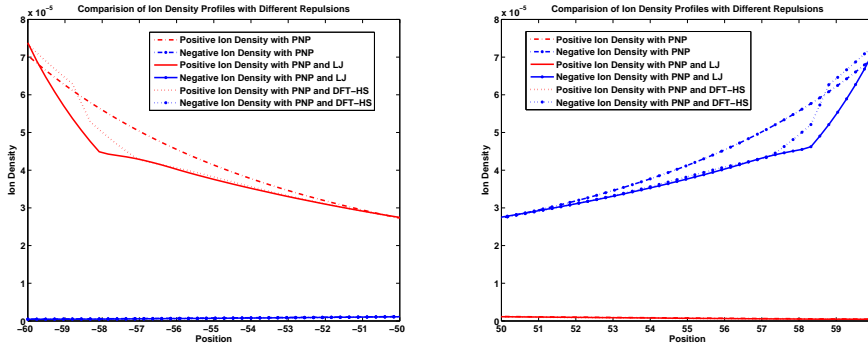 Comparision of Ion Density Profiles with Different Repulsions
x 10⁻⁵
8
7
6
5
4
3
2
1
0
Ion Density
Positive Ion Density with PNP
Negative Ion Density with PNP
Positive Ion Density with PNP and LJ
Negative Ion Density with PNP and LJ
Positive Ion Density with PNP and DFT−HS
Negative Ion Density with PNP and DFT−HS
−60 −59 −58 −57 −56 −55 −54 −53 −52 −51 −50
Position
Comparision of Ion Density Profiles with Different Repulsions
x 10⁻⁵
8
7
6
5
4
3
2
1
0
Ion Density
Positive Ion Density with PNP
Negative Ion Density with PNP
Positive Ion Density with PNP and LJ
Negative Ion Density with PNP and LJ
Positive Ion Density with PNP and DFT−HS
Negative Ion Density with PNP and DFT−HS
50 51 52 53 54 55 56 57 58 59
Position